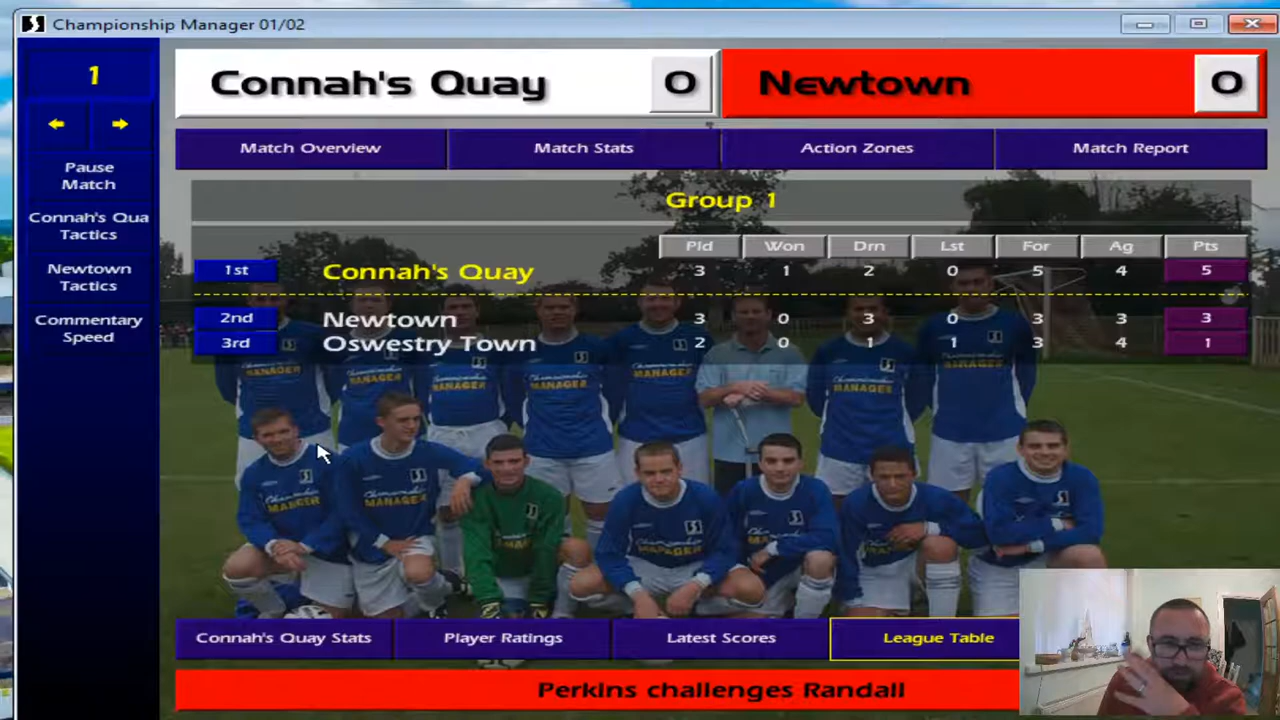 Championship Manager 01/02
1
Connah's Quay 0 Newtown 0
Match Overview Match Stats Action Zones Match Report
Pause
Match
Connah's Qua
Tactics
Newtown
Tactics
Commentary
Speed
Group 1
Pld Won Drn Lst For Ag Pts
1st Connah's Quay 3 1 2 0 5 4 5
2nd Newtown 3 0 3 0 3 3 3
3rd Oswestry Town 2 0 1 1 3 4 1
Championship
MANAGER
Connah's Quay Stats Player Ratings Latest Scores League Table
Perkins challenges Randall